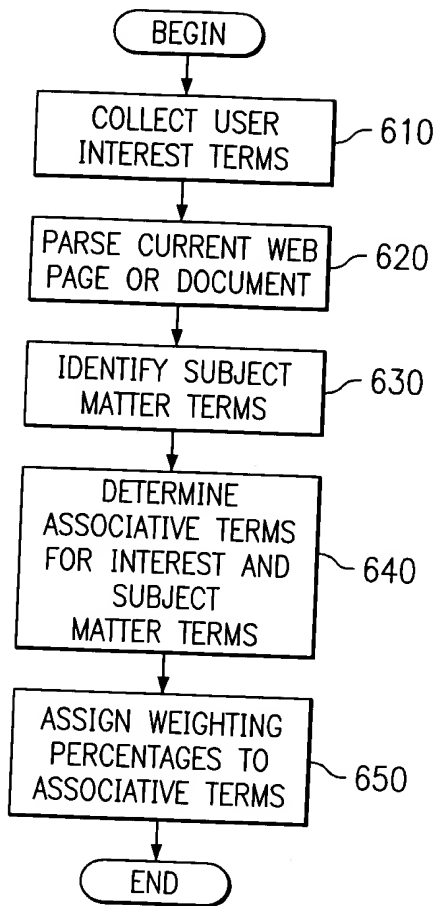 BEGIN
COLLECT USER
INTEREST TERMS
610
PARSE CURRENT WEB
PAGE OR DOCUMENT
620
IDENTIFY SUBJECT
MATTER TERMS
630
DETERMINE
ASSOCIATIVE TERMS
FOR INTEREST AND
SUBJECT
MATTER TERMS
640
ASSIGN WEIGHTING
PERCENTAGES TO
ASSOCIATIVE TERMS
650
END